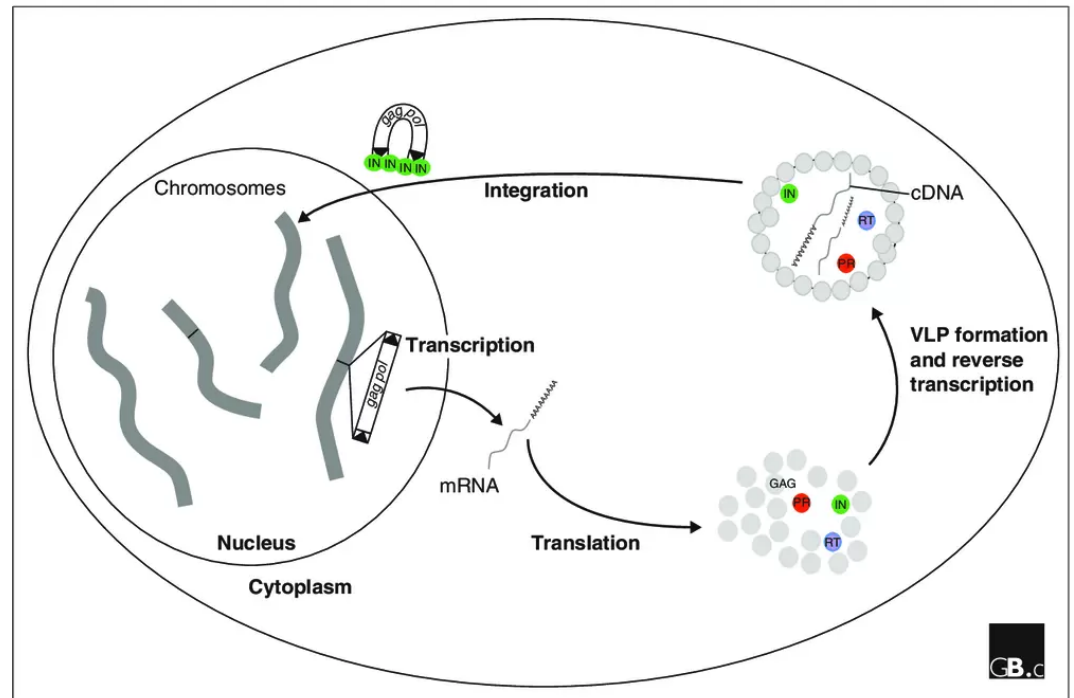 gag pol
IN IN IN IN
Chromosomes
Integration
IN
cDNA
RT
PR
Transcription
gag pol
VLP formation
and reverse
transcription
AAAAAAAA
mRNA
GAG
PR
IN
RT
Nucleus
Translation
Cytoplasm
GB.c